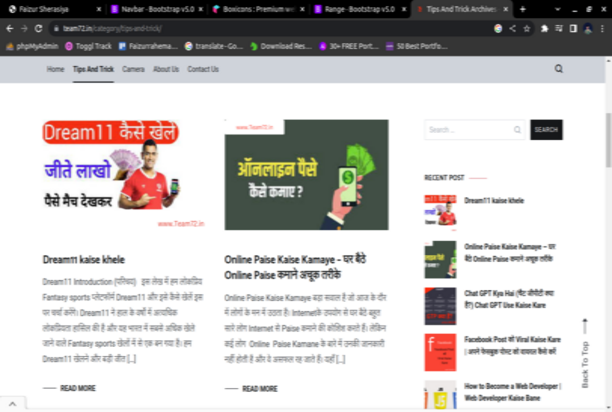 Faizur Sherasiya
Navbar - Bootstrap v5.0
Boxicons : Premium w
Range - Bootstrap v5.0
Tips And Trick Archives
team72.in/category/tips-and-trick/
phpMyAdmin
Toggl Track
Faizurrahema...
translate - Go...
Download Res...
30+ FREE Port...
50 Best Portfo...
Home Tips And Trick Camera About Us Contact Us
Dream11 कैसे खेले
जीते लाखो
पैसे मैच देखकर
www.Team72.in
Dream11 kaise khele
Dream11 Introduction (परिचय) इस लेख में हम लोकप्रिय
Fantasy sports प्लेटफॉर्म Dream11 और इसे कैसे खेलें इस
पर चर्चा करेंगे। Dream11 ने हाल के वर्षों में अत्यधिक
लोकप्रियता हासिल की है और यह भारत में सबसे अधिक खेले
जाने वाले Fantasy sports खेलों में से एक बन गया है। हम
Dream11 खेलने और बड़ी जीत [...]
READ MORE
www.Team72.in
ऑनलाइन पैसे
कैसे कमाए ?
Online Paise Kaise Kamaye – घर बैठे
Online Paise कमाने अचूक तरीके
Online Paise Kaise Kamaye बड़ा सवाल है जो आज के दौर
में लोगों के मन में उठता है। Internetके उपयोग से घर बैठे बहुत
सारे लोग Internet से Paise कमाने की कोशिश करते हैं। लेकिन
कई लोग Online Paise Kamane के बारे में उनकी जानकारी
नहीं होती है और वे असफल रह जाते हैं। यहाँ [...]
READ MORE
Search ...
SEARCH
RECENT POST
Dream11 kaise khele
Online Paise Kaise Kamaye – घर
बैठे Online Paise कमाने अचूक तरीके
Chat GPT Kya Hai (चैट जीपीटी क्या
है?) Chat GPT Use Kaise Kare
Facebook Post को Viral Kaise Kare
| अपने फेसबुक पोस्ट को वायरल कैसे करें
How to Become a Web Developer |
Web Developer Kaise Bane
Back To Top